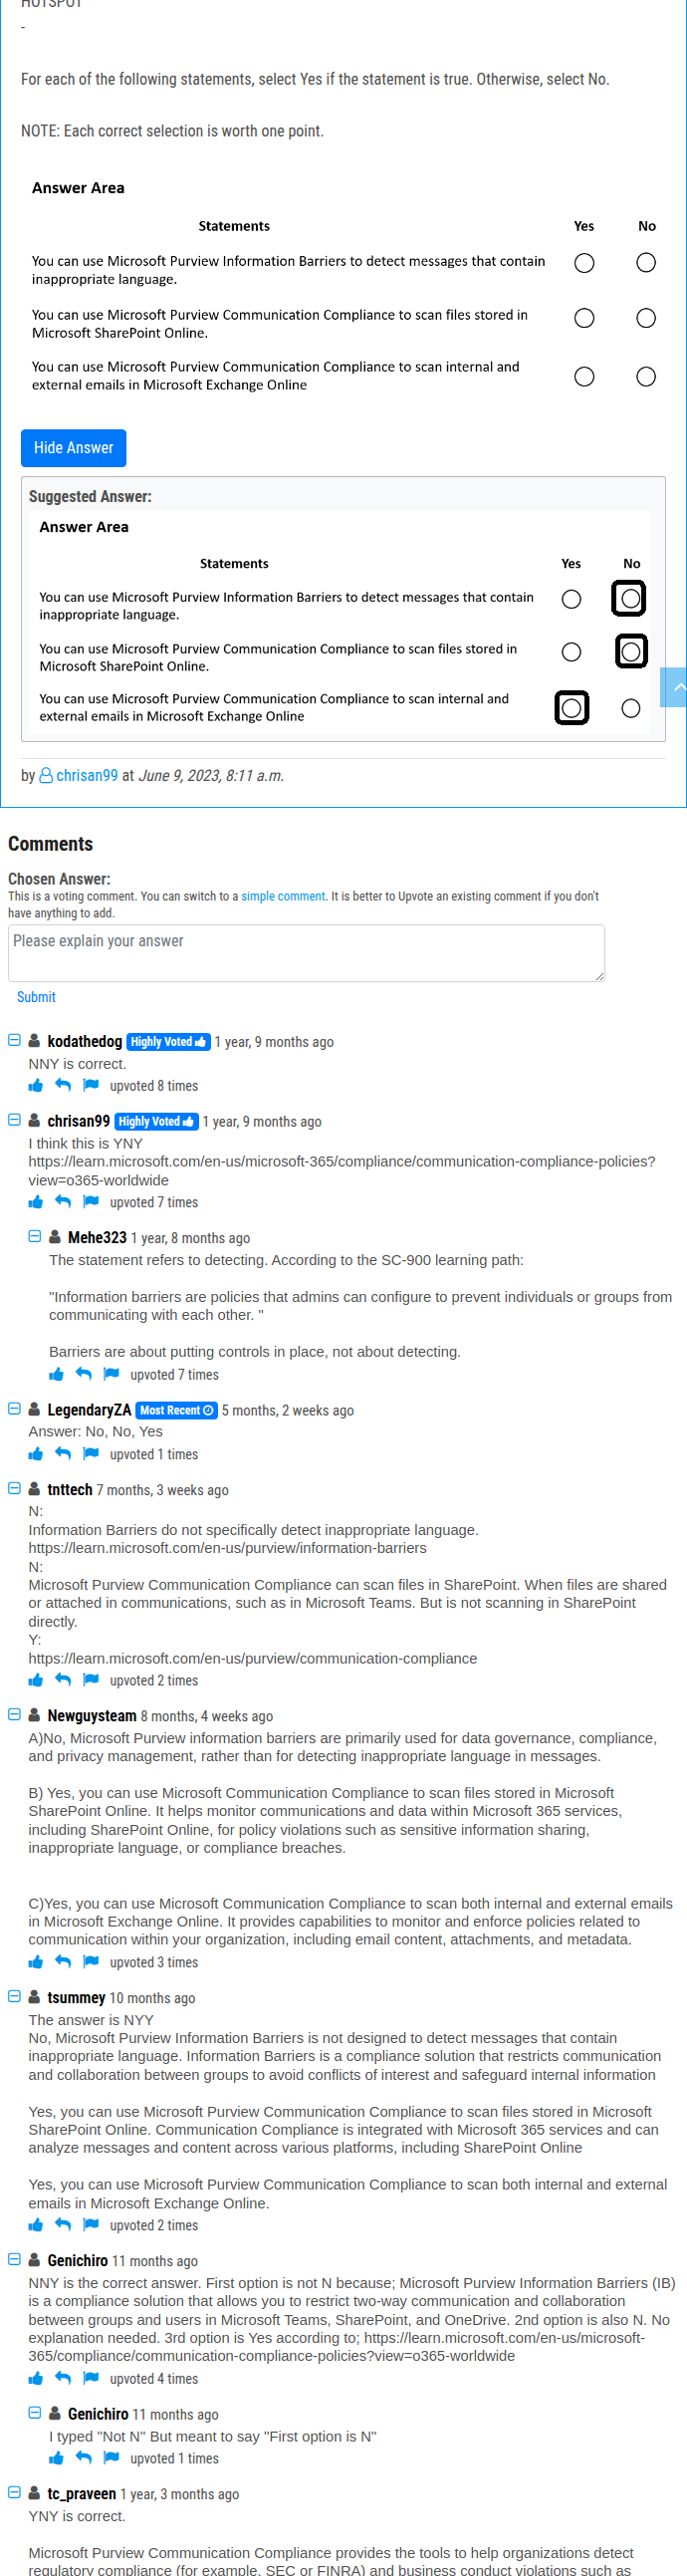 HOTSPOT
-
For each of the following statements, select Yes if the statement is true. Otherwise, select No.
NOTE: Each correct selection is worth one point.
Answer Area
Statements Yes No
You can use Microsoft Purview Information Barriers to detect messages that contain
inappropriate language.
You can use Microsoft Purview Communication Compliance to scan files stored in
Microsoft SharePoint Online.
You can use Microsoft Purview Communication Compliance to scan internal and
external emails in Microsoft Exchange Online
Hide Answer
Suggested Answer:
Answer Area
Statements Yes No
You can use Microsoft Purview Information Barriers to detect messages that contain
inappropriate language.
You can use Microsoft Purview Communication Compliance to scan files stored in
Microsoft SharePoint Online.
You can use Microsoft Purview Communication Compliance to scan internal and
external emails in Microsoft Exchange Online
by chrisan99 at June 9, 2023, 8:11 a.m.
Comments
Chosen Answer:
This is a voting comment. You can switch to a simple comment. It is better to Upvote an existing comment if you don't
have anything to add.
Please explain your answer
Submit
kodathedog Highly Voted 1 year, 9 months ago
NNY is correct.
upvoted 8 times
chrisan99 Highly Voted 1 year, 9 months ago
I think this is YNY
https://learn.microsoft.com/en-us/microsoft-365/compliance/communication-compliance-policies?
view=o365-worldwide
upvoted 7 times
Mehe323 1 year, 8 months ago
The statement refers to detecting. According to the SC-900 learning path:
"Information barriers are policies that admins can configure to prevent individuals or groups from
communicating with each other. "
Barriers are about putting controls in place, not about detecting.
upvoted 7 times
LegendaryZA Most Recent 5 months, 2 weeks ago
Answer: No, No, Yes
upvoted 1 times
tnttech 7 months, 3 weeks ago
N:
Information Barriers do not specifically detect inappropriate language.
https://learn.microsoft.com/en-us/purview/information-barriers
N:
Microsoft Purview Communication Compliance can scan files in SharePoint. When files are shared
or attached in communications, such as in Microsoft Teams. But is not scanning in SharePoint
directly.
Y:
https://learn.microsoft.com/en-us/purview/communication-compliance
upvoted 2 times
Newguysteam 8 months, 4 weeks ago
A)No, Microsoft Purview information barriers are primarily used for data governance, compliance,
and privacy management, rather than for detecting inappropriate language in messages.
B) Yes, you can use Microsoft Communication Compliance to scan files stored in Microsoft
SharePoint Online. It helps monitor communications and data within Microsoft 365 services,
including SharePoint Online, for policy violations such as sensitive information sharing,
inappropriate language, or compliance breaches.
C)Yes, you can use Microsoft Communication Compliance to scan both internal and external emails
in Microsoft Exchange Online. It provides capabilities to monitor and enforce policies related to
communication within your organization, including email content, attachments, and metadata.
upvoted 3 times
tsummey 10 months ago
The answer is NYY
No, Microsoft Purview Information Barriers is not designed to detect messages that contain
inappropriate language. Information Barriers is a compliance solution that restricts communication
and collaboration between groups to avoid conflicts of interest and safeguard internal information
Yes, you can use Microsoft Purview Communication Compliance to scan files stored in Microsoft
SharePoint Online. Communication Compliance is integrated with Microsoft 365 services and can
analyze messages and content across various platforms, including SharePoint Online
Yes, you can use Microsoft Purview Communication Compliance to scan both internal and external
emails in Microsoft Exchange Online.
upvoted 2 times
Genichiro 11 months ago
NNY is the correct answer. First option is not N because; Microsoft Purview Information Barriers (IB)
is a compliance solution that allows you to restrict two-way communication and collaboration
between groups and users in Microsoft Teams, SharePoint, and OneDrive. 2nd option is also N. No
explanation needed. 3rd option is Yes according to; https://learn.microsoft.com/en-us/microsoft-
365/compliance/communication-compliance-policies?view=o365-worldwide
upvoted 4 times
Genichiro 11 months ago
I typed "Not N" But meant to say "First option is N"
upvoted 1 times
tc_praveen 1 year, 3 months ago
YNY is correct.
Microsoft Purview Communication Compliance provides the tools to help organizations detect
regulatory compliance (for example, SEC or FINRA) and business conduct violations such as